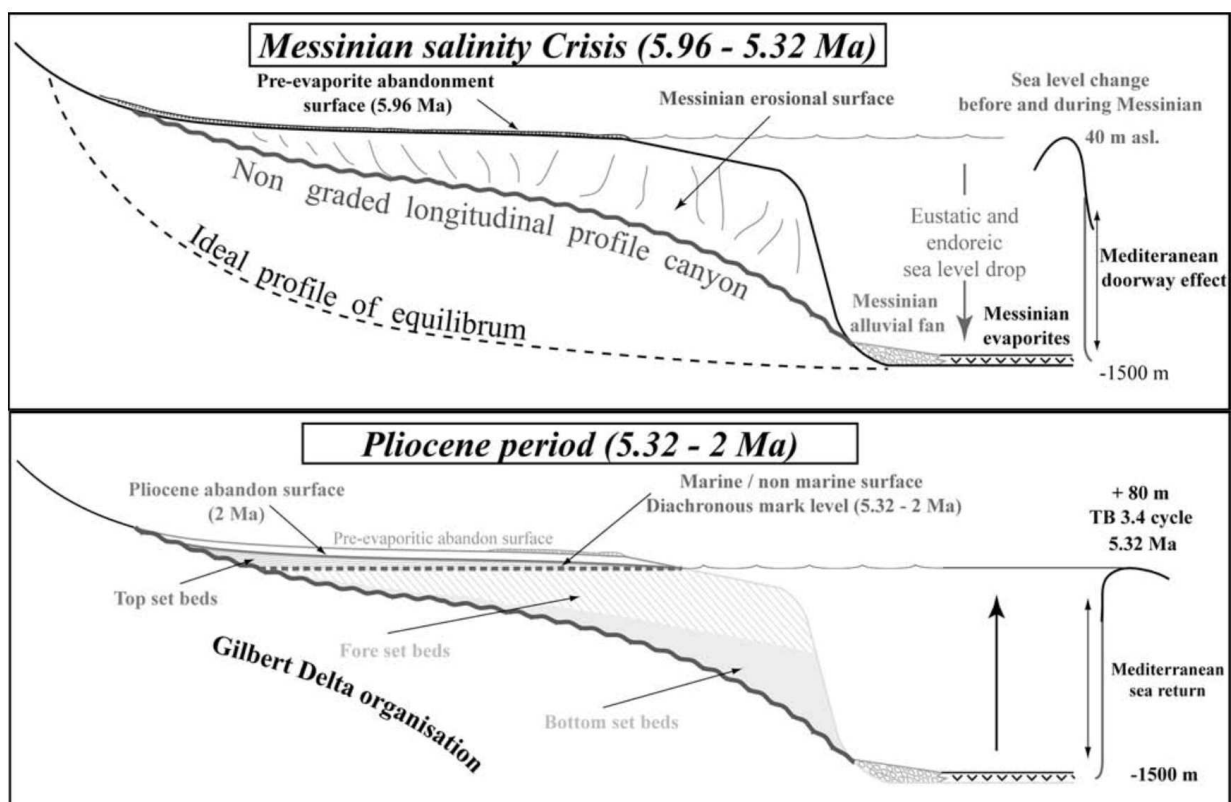 Messinian salinity Crisis (5.96 - 5.32 Ma)
Pre-evaporite abandonment
surface (5.96 Ma)
Messinian erosional surface
Sea level change
before and during Messinian
40 m asl.
Non graded longitudinal profile canyon
Ideal profile of equilibrum
Eustatic and
endoreic
sea level drop
Mediteranean
doorway effect
Messinian
alluvial fan
Messinian
evaporites
-1500 m
Pliocene period (5.32 - 2 Ma)
Pliocene abandon surface
(2 Ma)
Marine / non marine surface
Diachronous mark level (5.32 - 2 Ma)
+ 80 m
TB 3.4 cycle
5.32 Ma
Pre-evaporitic abandon surface
Top set beds
Fore set beds
Gilbert Delta organisation
Bottom set beds
Mediterranean
sea return
-1500 m